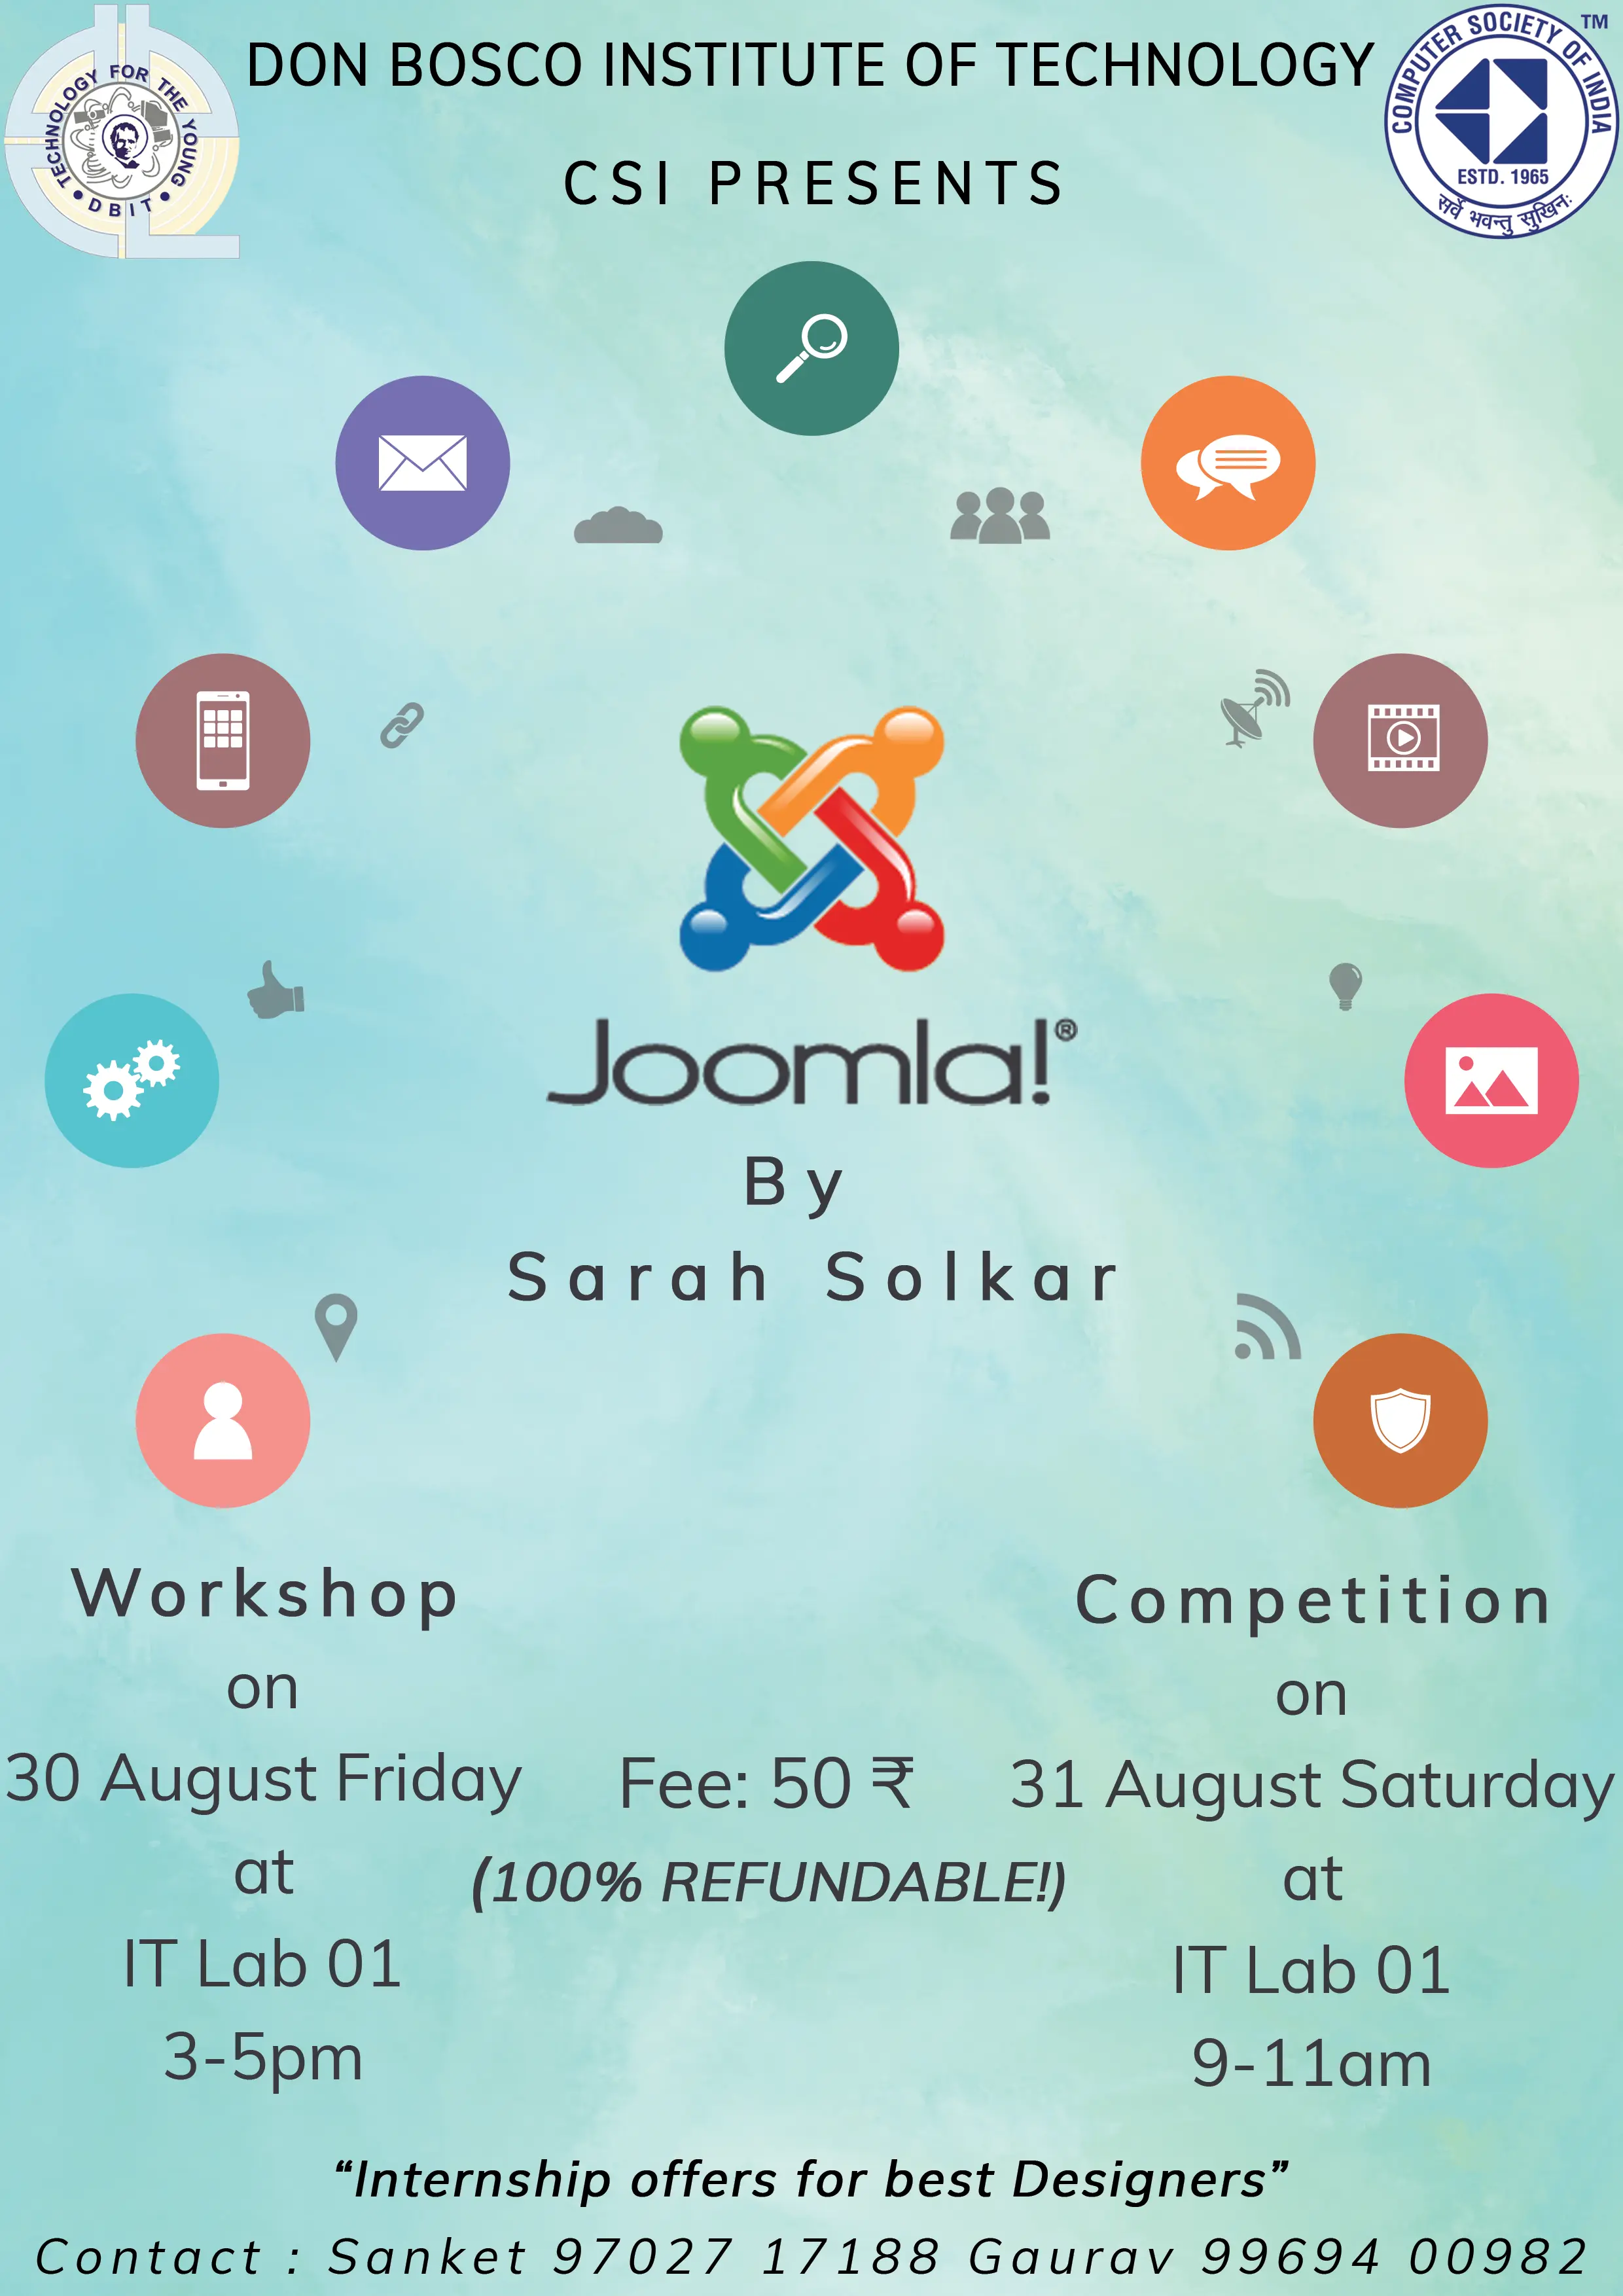 TECHNOLOGY FOR THE YOUNG
DBIT
DON BOSCO INSTITUTE OF TECHNOLOGY
CSI PRESENTS
COMPUTER SOCIETY OF INDIA
TM
ESTD. 1965
सर्वे भवन्तु सुखिनः
Joomla!®
By
Sarah Solkar
Workshop
on
30 August Friday
at
IT Lab 01
3-5pm
Fee: 50 ₹
(100% REFUNDABLE!)
Competition
on
31 August Saturday
at
IT Lab 01
9-11am
“Internship offers for best Designers”
Contact : Sanket 97027 17188 Gaurav 99694 00982